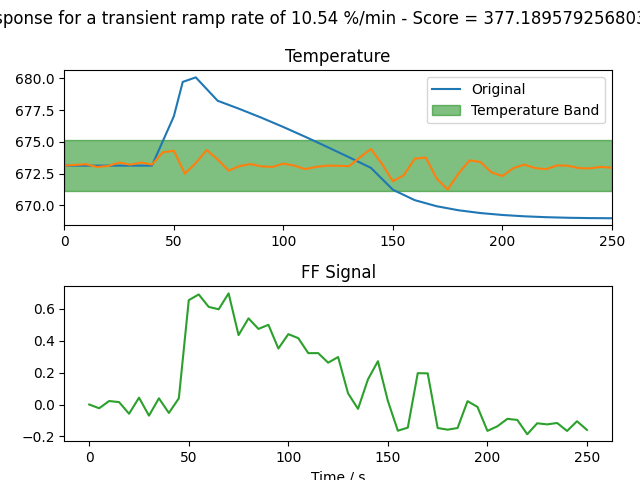 sponse for a transient ramp rate of 10.54 %/min - Score = 377.189579256803
Temperature
680.0
677.5
675.0
672.5
670.0
Original
Temperature Band
0 50 100 150 200 250
FF Signal
0.6
0.4
0.2
0.0
−0.2
0 50 100 150 200 250
Time / s